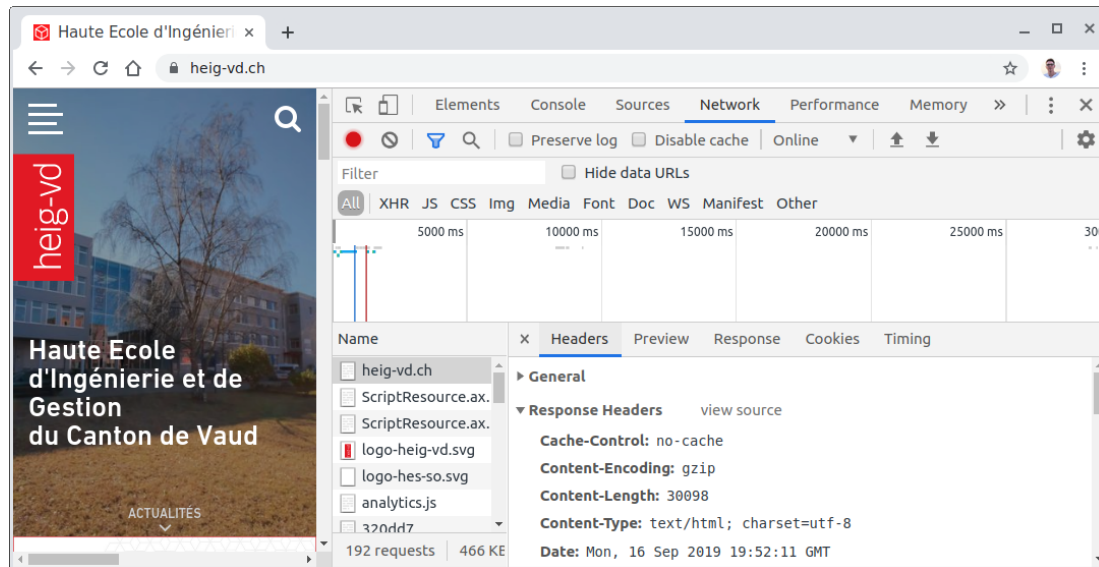 Haute Ecole d'Ingénieri
heig-vd.ch
heig-vd
Haute Ecole
d'Ingénierie et de
Gestion
du Canton de Vaud
ACTUALITÉS
Elements Console Sources Network Performance Memory »
Preserve log Disable cache Online
Filter Hide data URLs
All XHR JS CSS Img Media Font Doc WS Manifest Other
5000 ms 10000 ms 15000 ms 20000 ms 25000 ms 30
Name × Headers Preview Response Cookies Timing
heig-vd.ch
ScriptResource.ax.
ScriptResource.ax.
logo-heig-vd.svg
logo-hes-so.svg
analytics.js
320dd7
192 requests 466 KE
General
Response Headers view source
Cache-Control: no-cache
Content-Encoding: gzip
Content-Length: 30098
Content-Type: text/html; charset=utf-8
Date: Mon, 16 Sep 2019 19:52:11 GMT